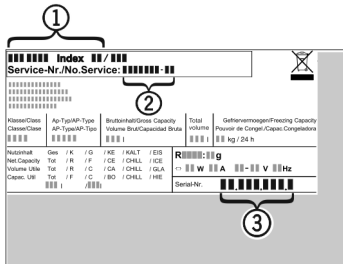 1
Index /
Service-Nr./No.Service: -
2
Klasse/Class Ap-Typ/AP-Type Bruttoinhalt/Gross Capacity Total Gefriervermoegen/Freezing Capacity
Classe/Clase AP-Type/AP-Tipo Volume Brut/Capacidad Bruta volume Pouvoir de Congel./Capac.Congeladora
l l kg / 24 h
Nutzinhalt Ges / K / G / KE / KALT / EIS
Net.Capacity Tot / R / F / CE / CHILL / ICE
Volume Utile Tot / R / C / CA / CHILL / GLA
Capac. Util Tot / F / C / BO / CHILL / HIE
l / l
R : g
W A - V Hz
Serial-Nr. . . .
3